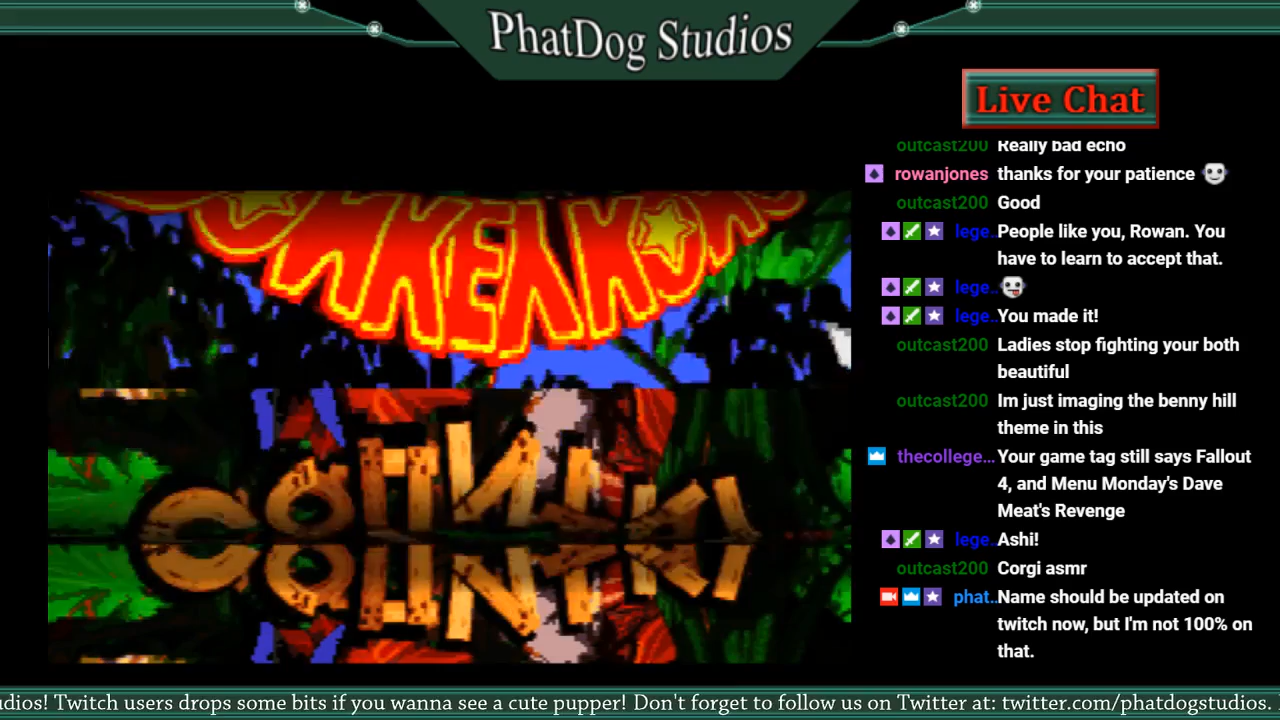 PhatDog Studios
Live Chat
outcast200 Really bad echo
rowanjones thanks for your patience
outcast200 Good
lege.. People like you, Rowan. You
have to learn to accept that.
lege..
lege.. You made it!
outcast200 Ladies stop fighting your both
beautiful
outcast200 Im just imaging the benny hill
theme in this
thecollege... Your game tag still says Fallout
4, and Menu Monday's Dave
Meat's Revenge
lege.. Ashi!
outcast200 Corgi asmr
phat.. Name should be updated on
twitch now, but I'm not 100% on
that.
udios! Twitch users drops some bits if you wanna see a cute pupper! Don't forget to follow us on Twitter at: twitter.com/phatdogstudios.